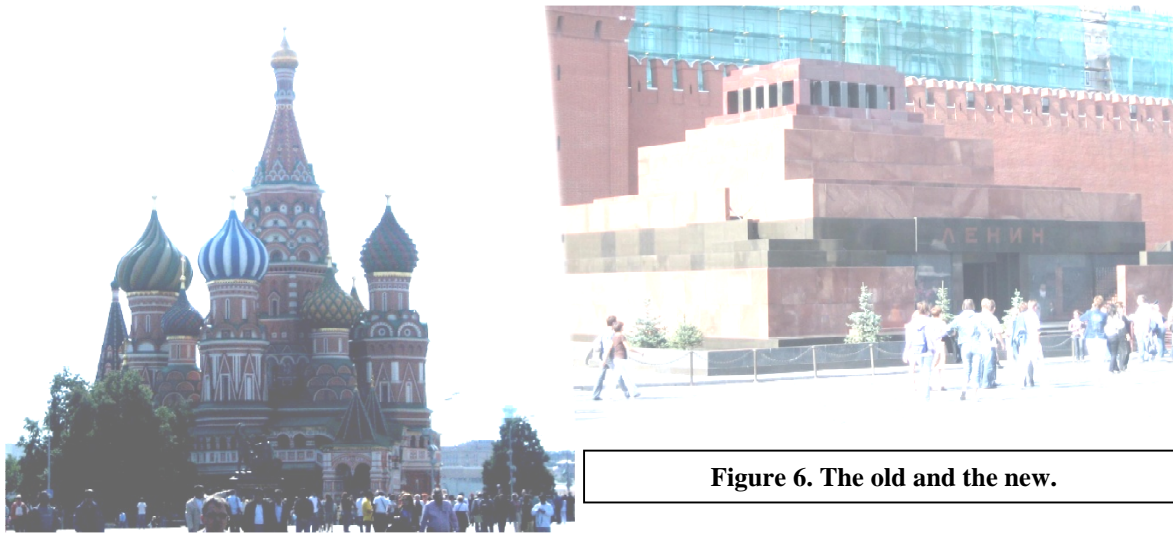 ЛЕНИН
Figure 6. The old and the new.